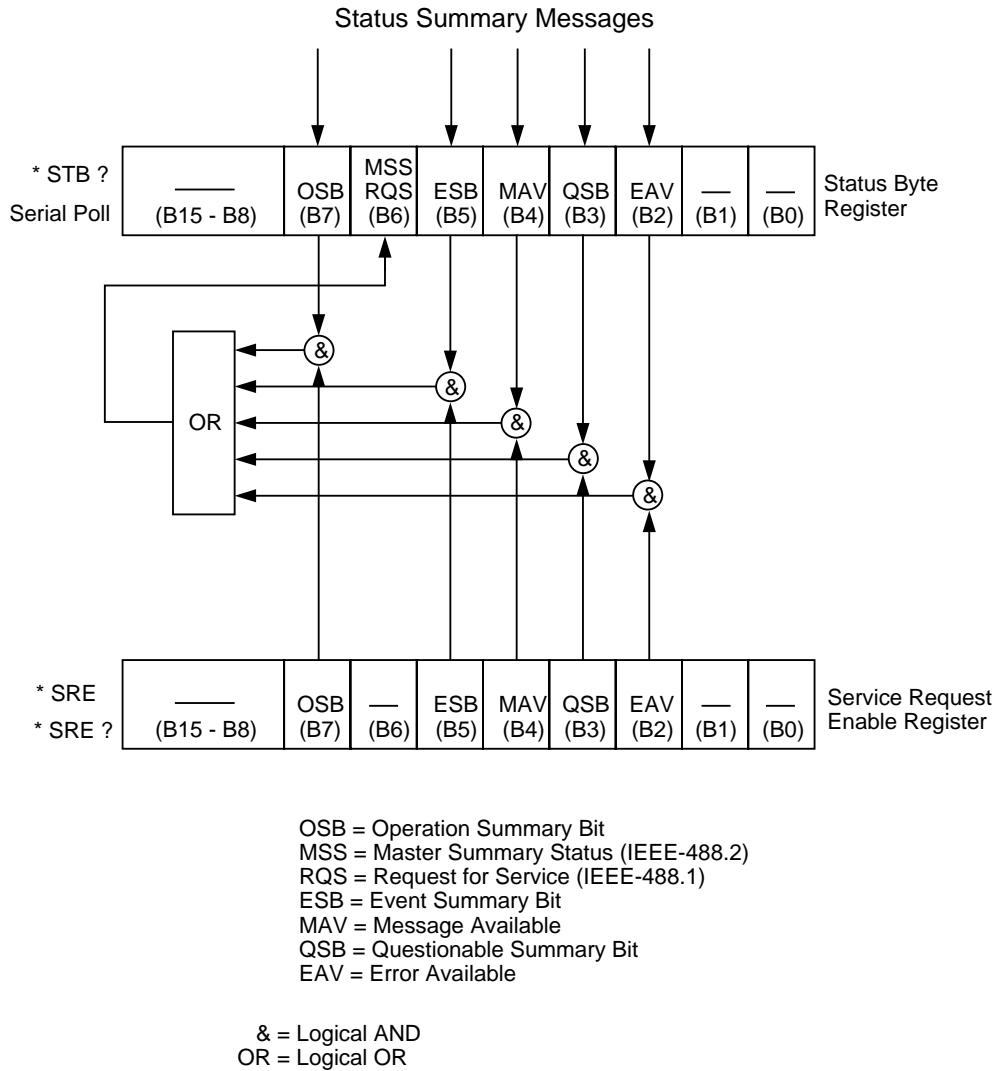 Status Summary Messages
* STB ?
Serial Poll
(B15 - B8)
OSB
(B7)
MSS
RQS
(B6)
ESB
(B5)
MAV
(B4)
QSB
(B3)
EAV
(B2)
(B1)
(B0)
Status Byte
Register
&
&
OR
&
&
&
* SRE
* SRE ?
(B15 - B8)
OSB
(B7)
(B6)
ESB
(B5)
MAV
(B4)
QSB
(B3)
EAV
(B2)
(B1)
(B0)
Service Request
Enable Register
OSB = Operation Summary Bit
MSS = Master Summary Status (IEEE-488.2)
RQS = Request for Service (IEEE-488.1)
ESB = Event Summary Bit
MAV = Message Available
QSB = Questionable Summary Bit
EAV = Error Available
& = Logical AND
OR = Logical OR